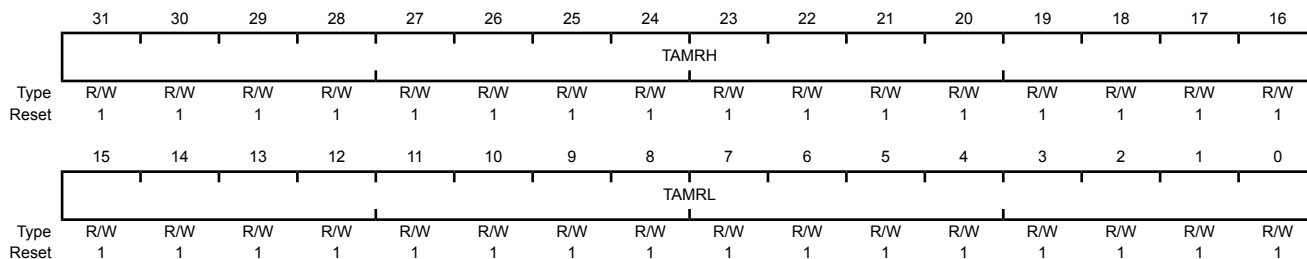 31 30 29 28 27 26 25 24 23 22 21 20 19 18 17 16
TAMRH
Type R/W R/W R/W R/W R/W R/W R/W R/W R/W R/W R/W R/W R/W R/W R/W R/W
Reset 1 1 1 1 1 1 1 1 1 1 1 1 1 1 1 1
15 14 13 12 11 10 9 8 7 6 5 4 3 2 1 0
TAMRL
Type R/W R/W R/W R/W R/W R/W R/W R/W R/W R/W R/W R/W R/W R/W R/W R/W
Reset 1 1 1 1 1 1 1 1 1 1 1 1 1 1 1 1